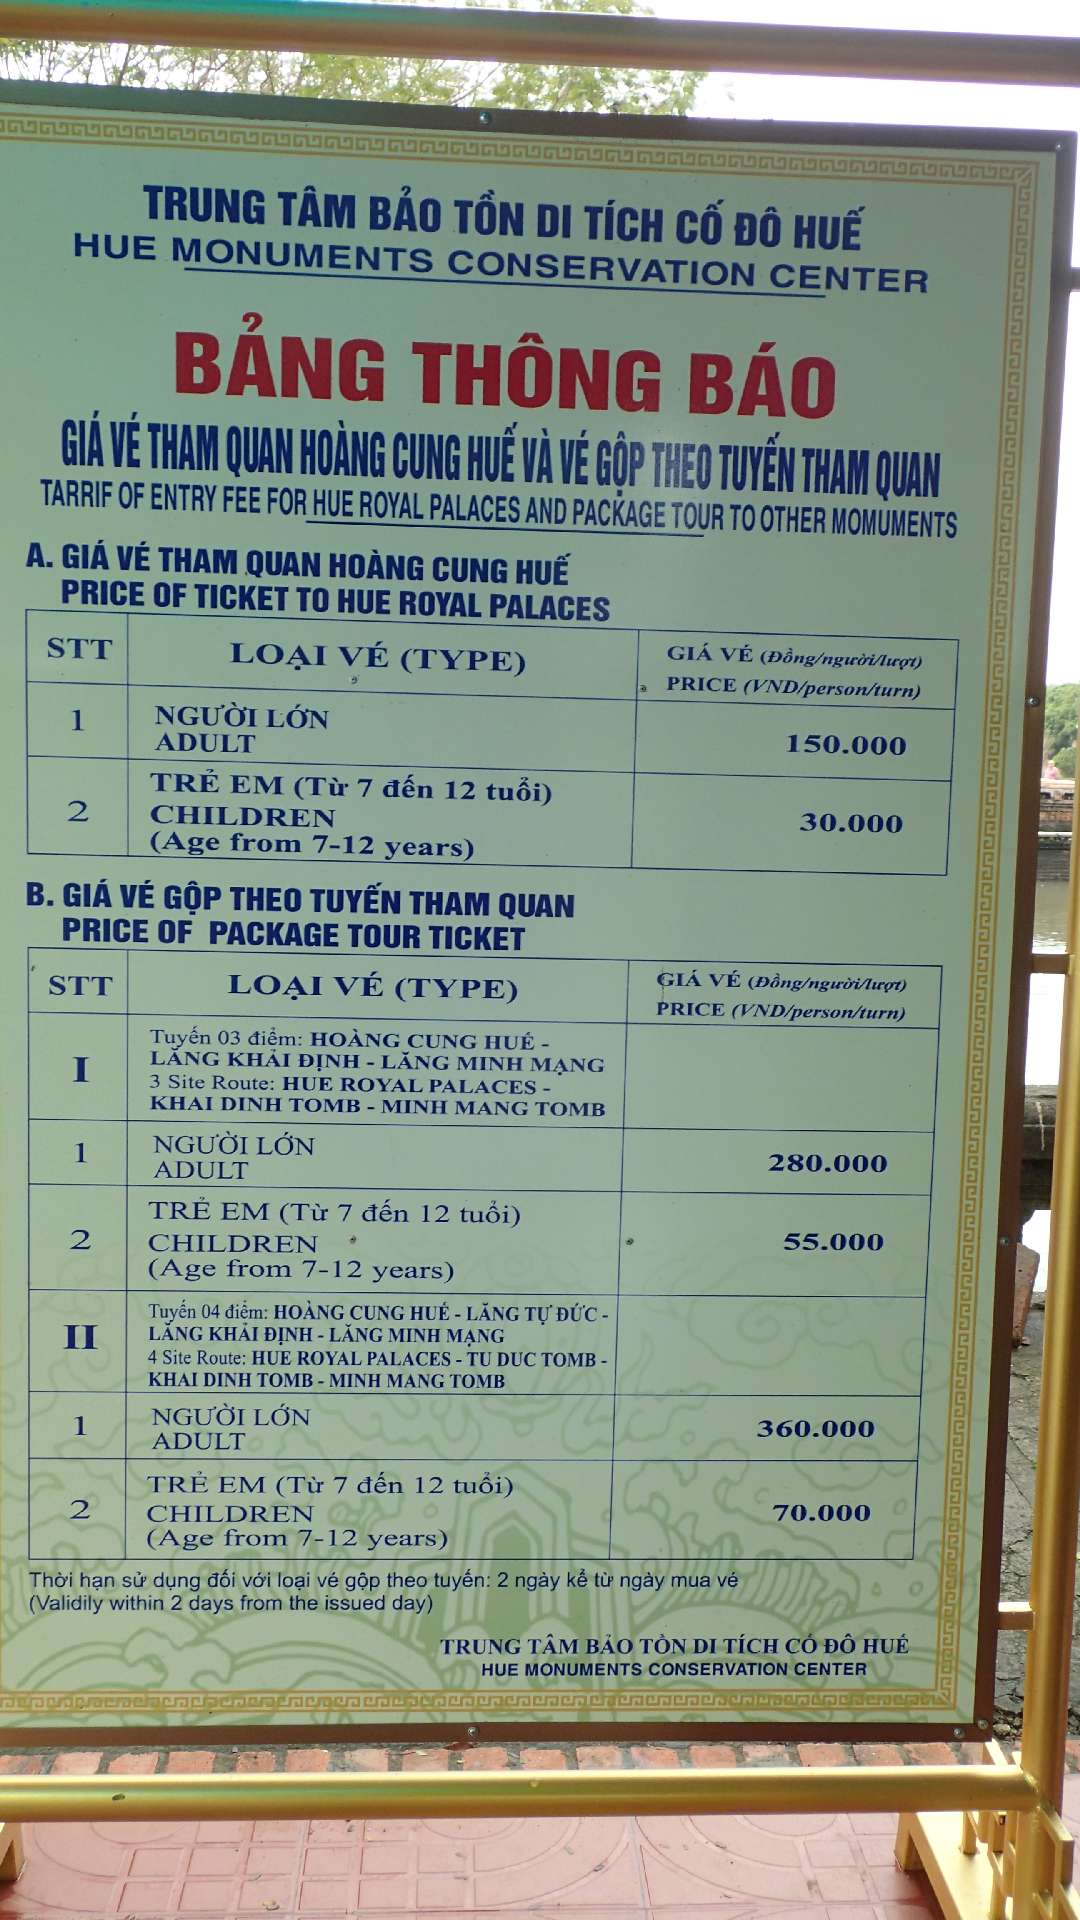 TRUNG TÂM BẢO TỒN DI TÍCH CỐ ĐÔ HUẾ
HUE MONUMENTS CONSERVATION CENTER
BẢNG THÔNG BÁO
GIÁ VÉ THAM QUAN HOÀNG CUNG HUẾ VÀ VÉ GỘP THEO TUYẾN THAM QUAN
TARRIF OF ENTRY FEE FOR HUE ROYAL PALACES AND PACKAGE TOUR TO OTHER MOMUMENTS
A. GIÁ VÉ THAM QUAN HOÀNG CUNG HUẾ
PRICE OF TICKET TO HUE ROYAL PALACES
STT LOẠI VÉ (TYPE) GIÁ VÉ (Đồng/người/lượt)
PRICE (VND/person/turn)
1 NGƯỜI LỚN
ADULT 150.000
TRẺ EM (Từ 7 đến 12 tuổi)
2 CHILDREN 30.000
(Age from 7-12 years)
B. GIÁ VÉ GỘP THEO TUYẾN THAM QUAN
PRICE OF PACKAGE TOUR TICKET
STT LOẠI VÉ (TYPE) GIÁ VÉ (Đồng/người/lượt)
PRICE (VND/person/turn)
Tuyến 03 điểm: HOÀNG CUNG HUẾ -
I LĂNG KHẢI ĐỊNH - LĂNG MINH MẠNG
3 Site Route: HUE ROYAL PALACES -
KHAI DINH TOMB - MINH MANG TOMB
1 NGƯỜI LỚN
ADULT 280.000
TRẺ EM (Từ 7 đến 12 tuổi)
2 CHILDREN 55.000
(Age from 7-12 years)
Tuyến 04 điểm: HOÀNG CUNG HUẾ - LĂNG TỰ ĐỨC -
II LĂNG KHẢI ĐỊNH - LĂNG MINH MẠNG
4 Site Route: HUE ROYAL PALACES - TU DUC TOMB -
KHAI DINH TOMB - MINH MANG TOMB
1 NGƯỜI LỚN
ADULT 360.000
TRẺ EM (Từ 7 đến 12 tuổi)
2 CHILDREN 70.000
(Age from 7-12 years)
Thời hạn sử dụng đối với loại vé gộp theo tuyến: 2 ngày kể từ ngày mua vé
(Validily within 2 days from the issued day)
TRUNG TÂM BẢO TỒN DI TÍCH CỐ ĐÔ HUẾ
HUE MONUMENTS CONSERVATION CENTER